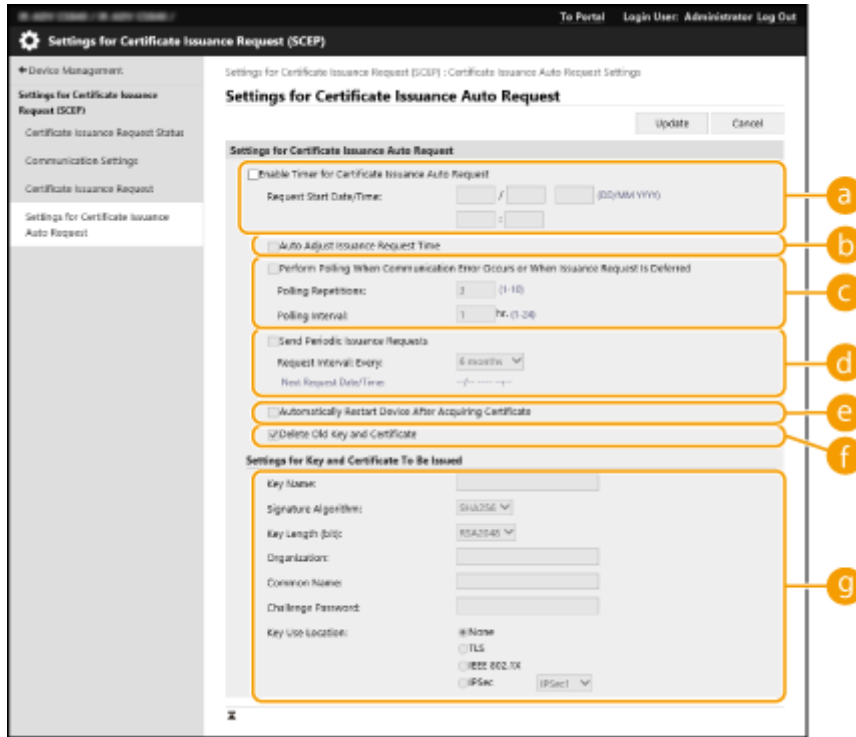 To Portal Login User: Administrator Log Out
Settings for Certificate Issuance Request (SCEP)
Device Management
Settings for Certificate Issuance
Request (SCEP)
Certificate Issuance Request Status
Communication Settings
Certificate Issuance Request
Settings for Certificate Issuance
Auto Request
Settings for Certificate Issuance Request (SCEP) : Certificate Issuance Auto Request Settings
Settings for Certificate Issuance Auto Request
Update Cancel
Settings for Certificate Issuance Auto Request
Enable Timer for Certificate Issuance Auto Request
Request Start Date/Time: / (DD/MM YYYY)
:
a
Auto Adjust Issuance Request Time
b
Perform Polling When Communication Error Occurs or When Issuance Request Is Deferred
Polling Repetitions: (1-10)
Polling Interval: 1 hr. (1-24)
c
Send Periodic Issuance Requests
Request Interval: Every: 6 months
Next Request Date/Time: --/-- ---- --:--
d
Automatically Restart Device After Acquiring Certificate
e
Delete Old Key and Certificate
f
Settings for Key and Certificate To Be Issued
Key Name:
Signature Algorithm: SHA256
Key Length (bit): RSA2048
Organization:
Common Name:
Challenge Password:
Key Use Location: None
TLS
IEEE 802.1X
IPSec IPSec1
g